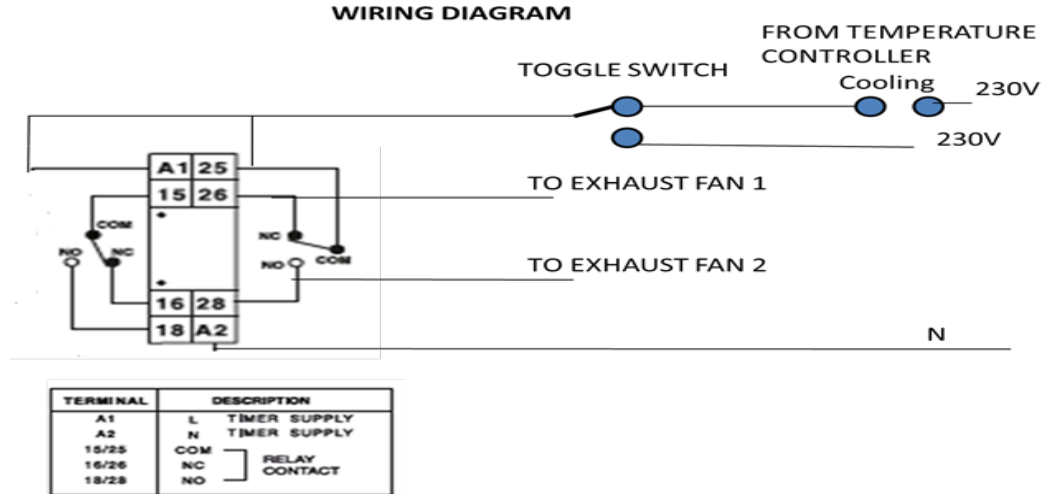 WIRING DIAGRAM
FROM TEMPERATURE
CONTROLLER
TOGGLE SWITCH
Cooling
230V
230V
A1 25
15 26
TO EXHAUST FAN 1
COM
NO NC
NC
NO COM
TO EXHAUST FAN 2
16 28
18 A2
N
TERMINAL DESCRIPTION
A1 L TIMER SUPPLY
A2 N TIMER SUPPLY
15/25 COM
16/26 NC
18/28 NO
RELAY
CONTACT